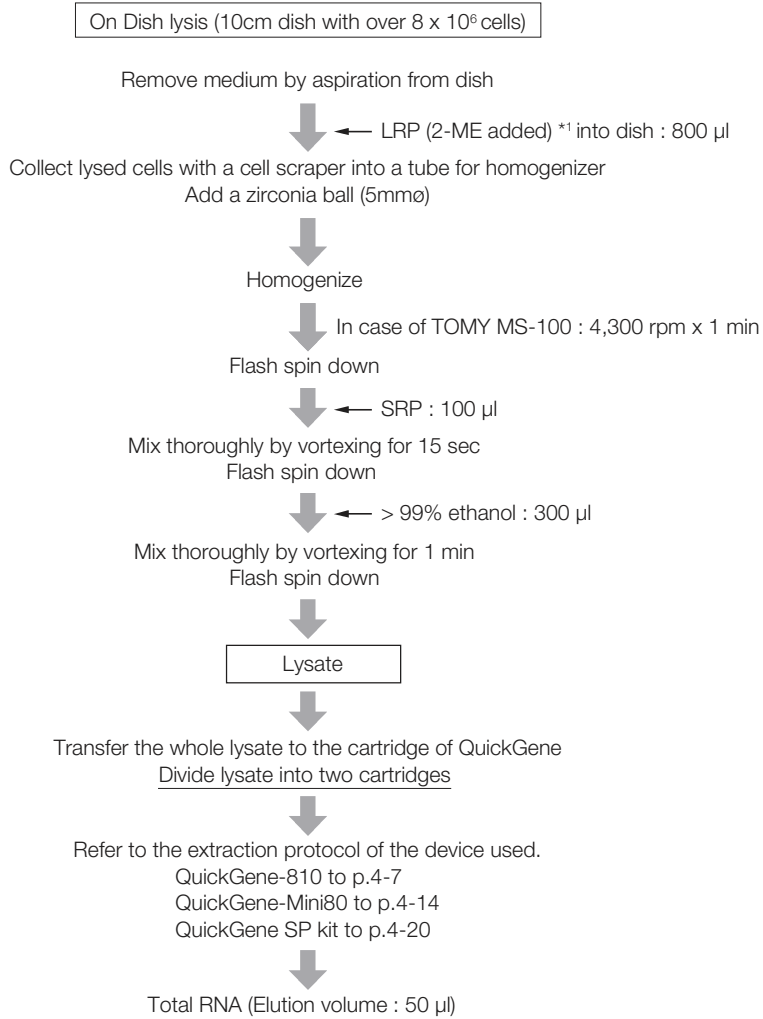 On Dish lysis (10cm dish with over 8 x 10⁶ cells)
Remove medium by aspiration from dish
LRP (2-ME added) *¹ into dish : 800 µl
Collect lysed cells with a cell scraper into a tube for homogenizer
Add a zirconia ball (5mmø)
Homogenize
In case of TOMY MS-100 : 4,300 rpm x 1 min
Flash spin down
SRP : 100 µl
Mix thoroughly by vortexing for 15 sec
Flash spin down
> 99% ethanol : 300 µl
Mix thoroughly by vortexing for 1 min
Flash spin down
Lysate
Transfer the whole lysate to the cartridge of QuickGene
Divide lysate into two cartridges
Refer to the extraction protocol of the device used.
QuickGene-810 to p.4-7
QuickGene-Mini80 to p.4-14
QuickGene SP kit to p.4-20
Total RNA (Elution volume : 50 µl)